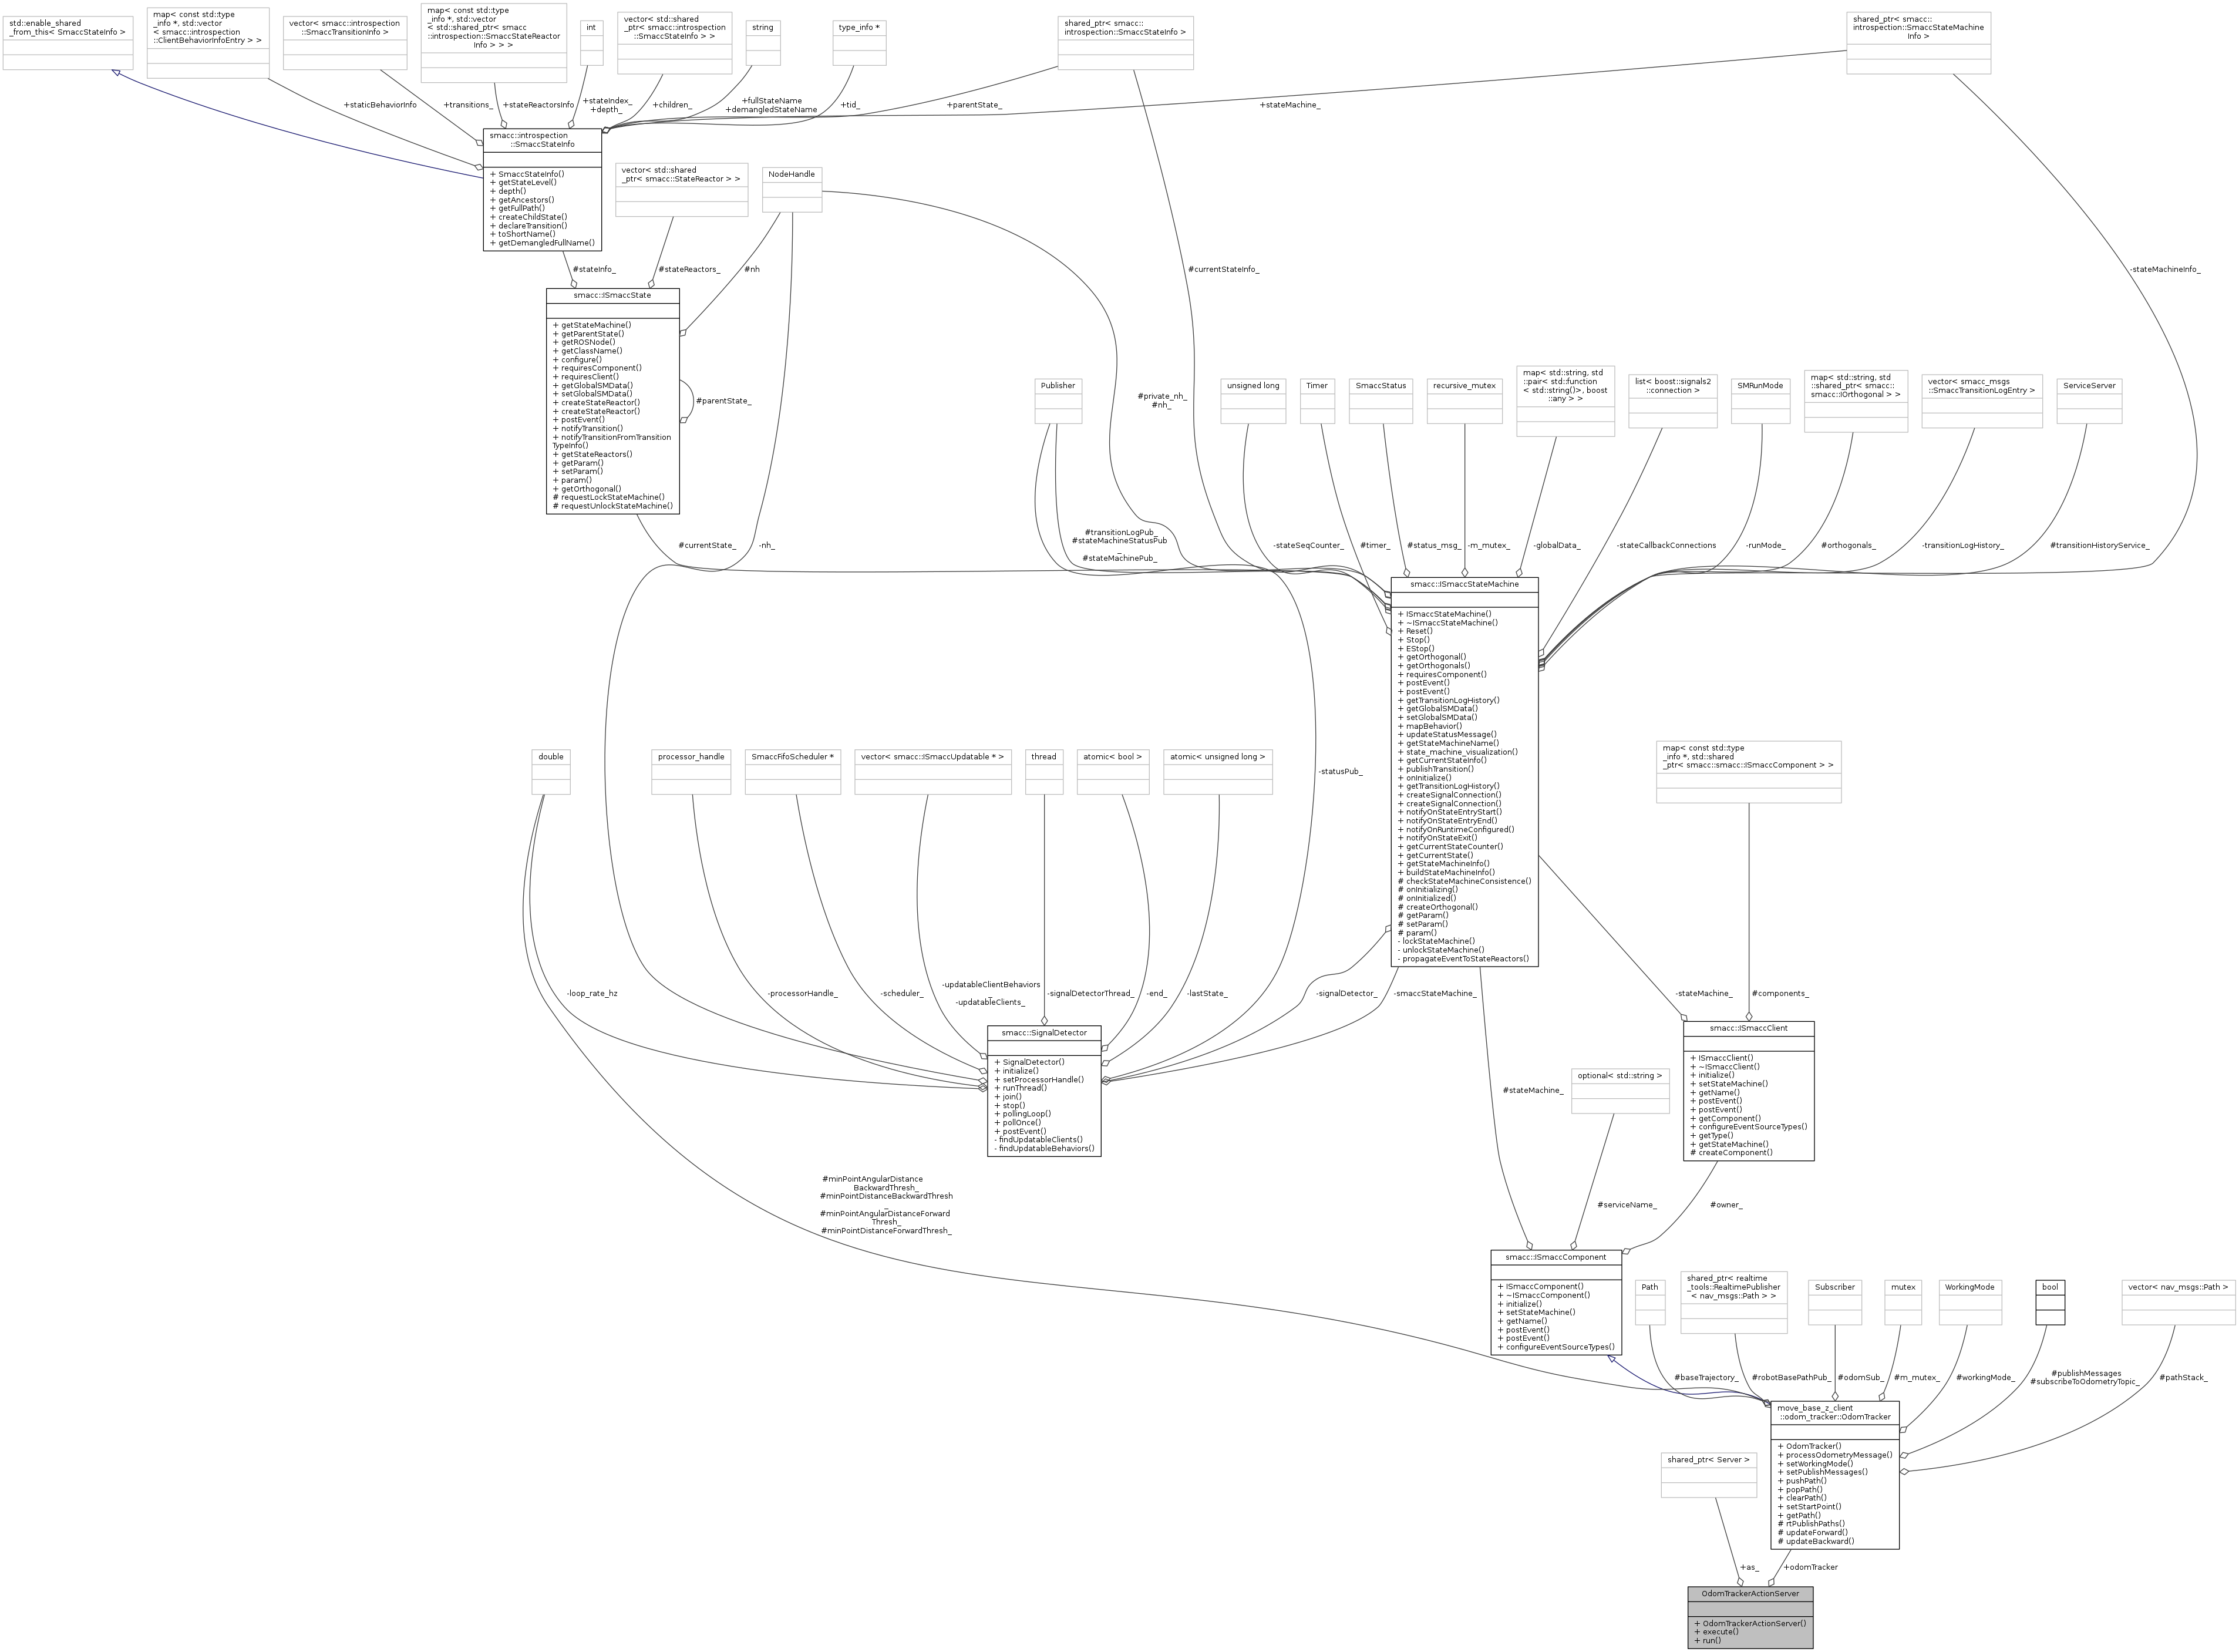 std::enable_shared
_from_this< SmaccStateInfo >
map< const std::type
_info *, std::vector
< smacc::introspection
::ClientBehaviorInfoEntry > >
vector< smacc::introspection
::SmaccTransitionInfo >
map< const std::type
_info *, std::vector
< std::shared_ptr< smacc
::introspection::SmaccStateReactor
Info > > >
int
vector< std::shared
_ptr< smacc::introspection
::SmaccStateInfo > >
string
type_info *
shared_ptr< smacc::
introspection::SmaccStateInfo >
shared_ptr< smacc::
introspection::SmaccStateMachine
Info >
+staticBehaviorInfo
+transitions_
+stateReactorsInfo
+stateIndex_
+depth_
+children_
+fullStateName
+demangledStateName
+tid_
+parentState_
+stateMachine_
smacc::introspection
::SmaccStateInfo
+ SmaccStateInfo()
+ getStateLevel()
+ depth()
+ getAncestors()
+ getFullPath()
+ createChildState()
+ declareTransition()
+ toShortName()
+ getDemangledFullName()
vector< std::shared
_ptr< smacc::StateReactor > >
NodeHandle
#stateInfo_
#stateReactors_
#nh
#currentStateInfo_
-stateMachineInfo_
smacc::ISmaccState
+ getStateMachine()
+ getParentState()
+ getROSNode()
+ getClassName()
+ configure()
+ requiresComponent()
+ requiresClient()
+ getGlobalSMData()
+ setGlobalSMData()
+ createStateReactor()
+ createStateReactor()
+ postEvent()
+ notifyTransition()
+ notifyTransitionFromTransition
TypeInfo()
+ getStateReactors()
+ getParam()
+ setParam()
+ param()
+ getOrthogonal()
# requestLockStateMachine()
# requestUnlockStateMachine()
#parentState_
Publisher
#private_nh_
#nh_
unsigned long
Timer
SmaccStatus
recursive_mutex
map< std::string, std
::pair< std::function
< std::string()>, boost
::any > >
list< boost::signals2
::connection >
SMRunMode
map< std::string, std
::shared_ptr< smacc::
smacc::IOrthogonal > >
vector< smacc_msgs
::SmaccTransitionLogEntry >
ServiceServer
#currentState_
-nh_
#transitionLogPub_
#stateMachineStatusPub
_
#stateMachinePub_
-stateSeqCounter_
#timer_
#status_msg_
-m_mutex_
-globalData_
-stateCallbackConnections
-runMode_
#orthogonals_
-transitionLogHistory_
#transitionHistoryService_
smacc::ISmaccStateMachine
+ ISmaccStateMachine()
+ ~ISmaccStateMachine()
+ Reset()
+ Stop()
+ EStop()
+ getOrthogonal()
+ getOrthogonals()
+ requiresComponent()
+ postEvent()
+ postEvent()
+ getTransitionLogHistory()
+ getGlobalSMData()
+ setGlobalSMData()
+ mapBehavior()
+ updateStatusMessage()
+ getStateMachineName()
+ state_machine_visualization()
+ getCurrentStateInfo()
+ publishTransition()
+ onInitialize()
+ getTransitionLogHistory()
+ createSignalConnection()
+ createSignalConnection()
+ notifyOnStateEntryStart()
+ notifyOnStateEntryEnd()
+ notifyOnRuntimeConfigured()
+ notifyOnStateExit()
+ getCurrentStateCounter()
+ getCurrentState()
+ getStateMachineInfo()
+ buildStateMachineInfo()
# checkStateMachineConsistence()
# onInitializing()
# onInitialized()
# createOrthogonal()
# getParam()
# setParam()
# param()
- lockStateMachine()
- unlockStateMachine()
- propagateEventToStateReactors()
double
processor_handle
SmaccFifoScheduler *
vector< smacc::ISmaccUpdatable * >
thread
atomic< bool >
atomic< unsigned long >
-statusPub_
map< const std::type
_info *, std::shared
_ptr< smacc::smacc::ISmaccComponent > >
-loop_rate_hz
-processorHandle_
-scheduler_
-updatableClientBehaviors
_
-updatableClients_
-signalDetectorThread_
-end_
-lastState_
-signalDetector_
-smaccStateMachine_
-stateMachine_
#components_
smacc::SignalDetector
+ SignalDetector()
+ initialize()
+ setProcessorHandle()
+ runThread()
+ join()
+ stop()
+ pollingLoop()
+ pollOnce()
+ postEvent()
- findUpdatableClients()
- findUpdatableBehaviors()
smacc::ISmaccClient
+ ISmaccClient()
+ ~ISmaccClient()
+ initialize()
+ setStateMachine()
+ getName()
+ postEvent()
+ postEvent()
+ getComponent()
+ configureEventSourceTypes()
+ getType()
+ getStateMachine()
# createComponent()
optional< std::string >
#stateMachine_
#minPointAngularDistance
BackwardThresh_
#minPointDistanceBackwardThresh
_
#minPointAngularDistanceForward
Thresh_
#minPointDistanceForwardThresh_
#serviceName_
#owner_
smacc::ISmaccComponent
+ ISmaccComponent()
+ ~ISmaccComponent()
+ initialize()
+ setStateMachine()
+ getName()
+ postEvent()
+ postEvent()
+ configureEventSourceTypes()
Path
shared_ptr< realtime
_tools::RealtimePublisher
< nav_msgs::Path > >
Subscriber
mutex
WorkingMode
bool
vector< nav_msgs::Path >
#baseTrajectory_
#robotBasePathPub_
#odomSub_
#m_mutex_
#workingMode_
#publishMessages
#subscribeToOdometryTopic_
#pathStack_
move_base_z_client
::odom_tracker::OdomTracker
+ OdomTracker()
+ processOdometryMessage()
+ setWorkingMode()
+ setPublishMessages()
+ pushPath()
+ popPath()
+ clearPath()
+ setStartPoint()
+ getPath()
# rtPublishPaths()
# updateForward()
# updateBackward()
shared_ptr< Server >
+as_
+odomTracker
OdomTrackerActionServer
+ OdomTrackerActionServer()
+ execute()
+ run()